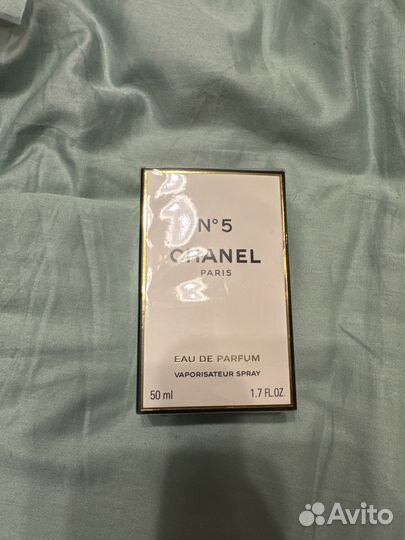 N°5
CHANEL
PARIS
EAU DE PARFUM
VAPORISATEUR SPRAY
50 ml 1.7 FL.OZ.
Avito